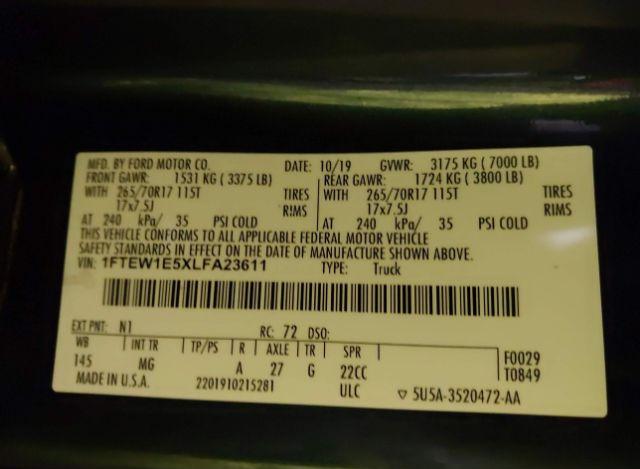 MFD. BY FORD MOTOR CO. DATE: 10/19 GVWR: 3175 KG ( 7000 LB)
FRONT GAWR: 1531 KG ( 3375 LB) REAR GAWR: 1724 KG ( 3800 LB)
WITH 265/70R17 115T TIRES WITH 265/70R17 115T TIRES
17x7.5J RIMS 17x7.5J RIMS
AT 240 kPa/ 35 PSI COLD AT 240 kPa/ 35 PSI COLD
THIS VEHICLE CONFORMS TO ALL APPLICABLE FEDERAL MOTOR VEHICLE
SAFETY STANDARDS IN EFFECT ON THE DATE OF MANUFACTURE SHOWN ABOVE.
VIN: 1FTEW1E5XLFA23611 TYPE: Truck
EXT PNT: N1 RC: 72 DSO:
WB INT TR TP/PS R AXLE TR SPR F0029
145 MG A 27 G 22CC T0849
MADE IN U.S.A. 2201910215281 ULC ▽ 5U5A-3520472-AA